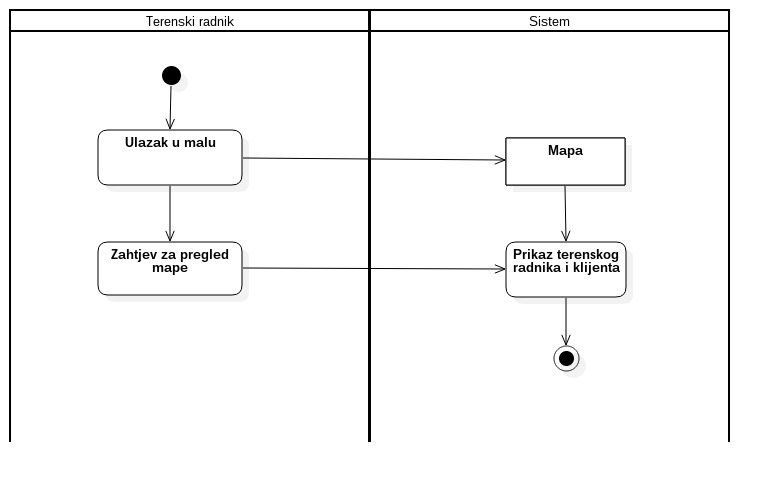 Terenski radnik
Sistem
Ulazak u malu
Mapa
Zahtjev za pregled
mape
Prikaz terenskog
radnika i klijenta